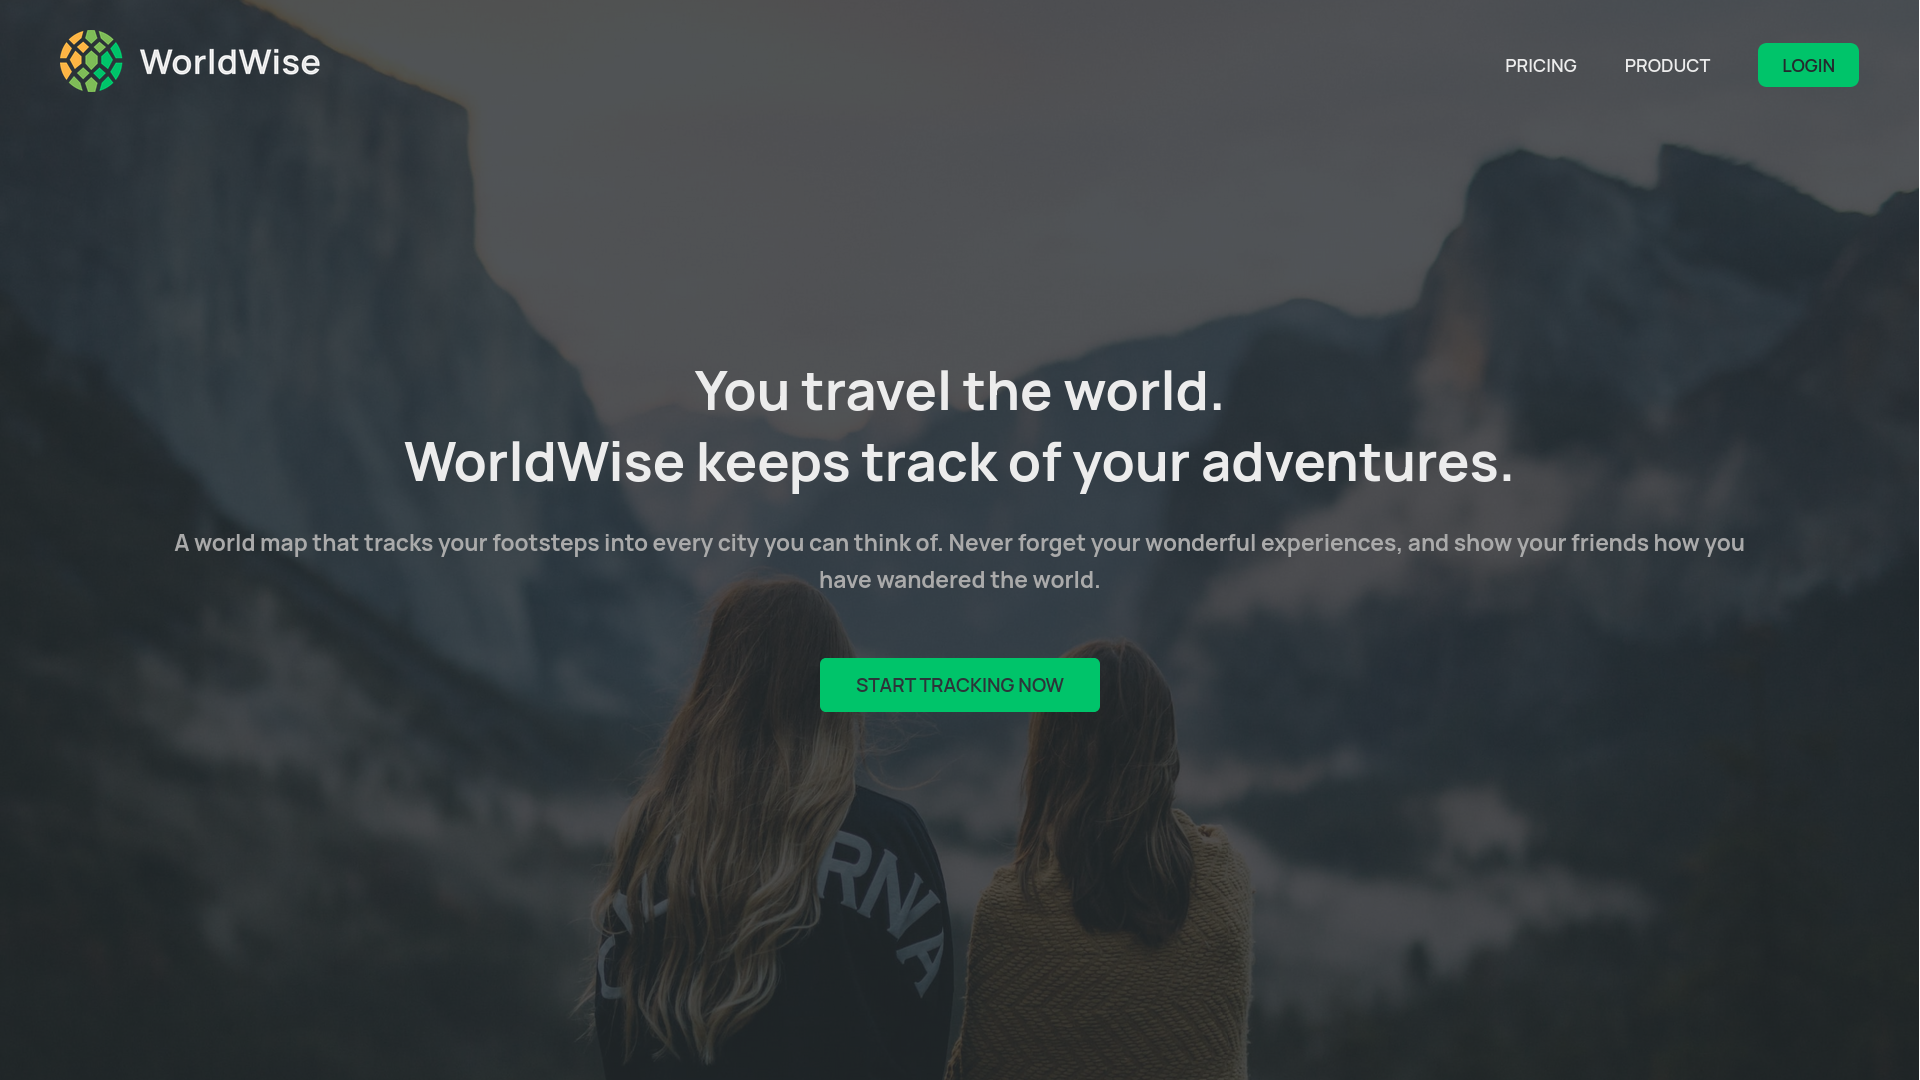 WorldWise
PRICING
PRODUCT
LOGIN
You travel the world.
WorldWise keeps track of your adventures.
A world map that tracks your footsteps into every city you can think of. Never forget your wonderful experiences, and show your friends how you
have wandered the world.
START TRACKING NOW